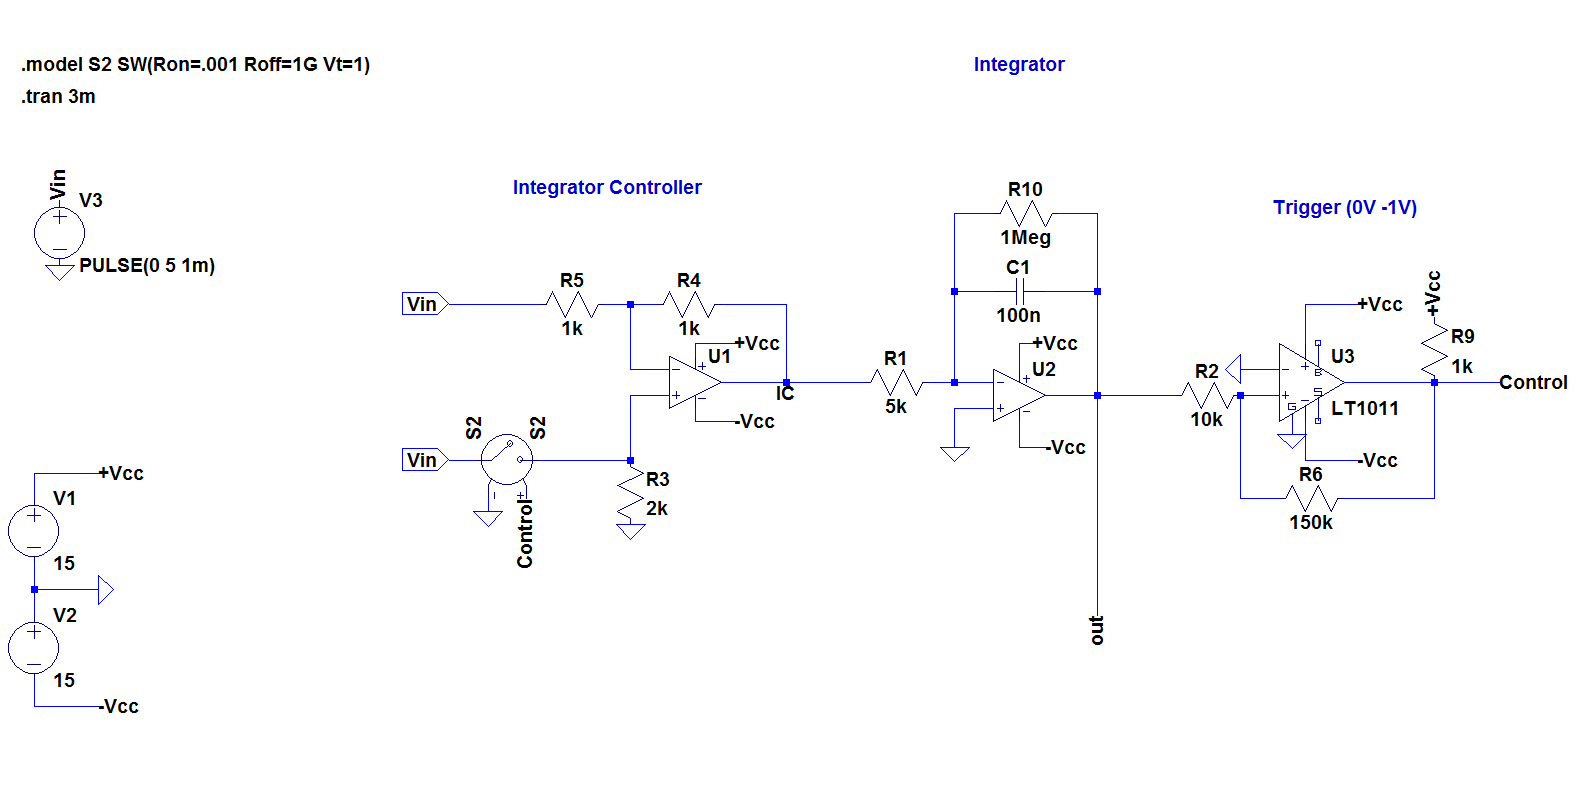 .model S2 SW(Ron=.001 Roff=1G Vt=1)
.tran 3m
Integrator
Vin
V3
PULSE(0 5 1m)
Integrator Controller
Trigger (0V -1V)
R10
1Meg
C1
100n
R5
1k
R4
1k
Vin
+Vcc
U1
-Vcc
IC
R1
5k
+Vcc
U2
-Vcc
R2
10k
+Vcc
U3
LT1011
B
S
G
-Vcc
R6
150k
+Vcc
R9
1k
Control
S2
S2
Vin
Control
R3
2k
out
+Vcc
V1
15
V2
15
-Vcc